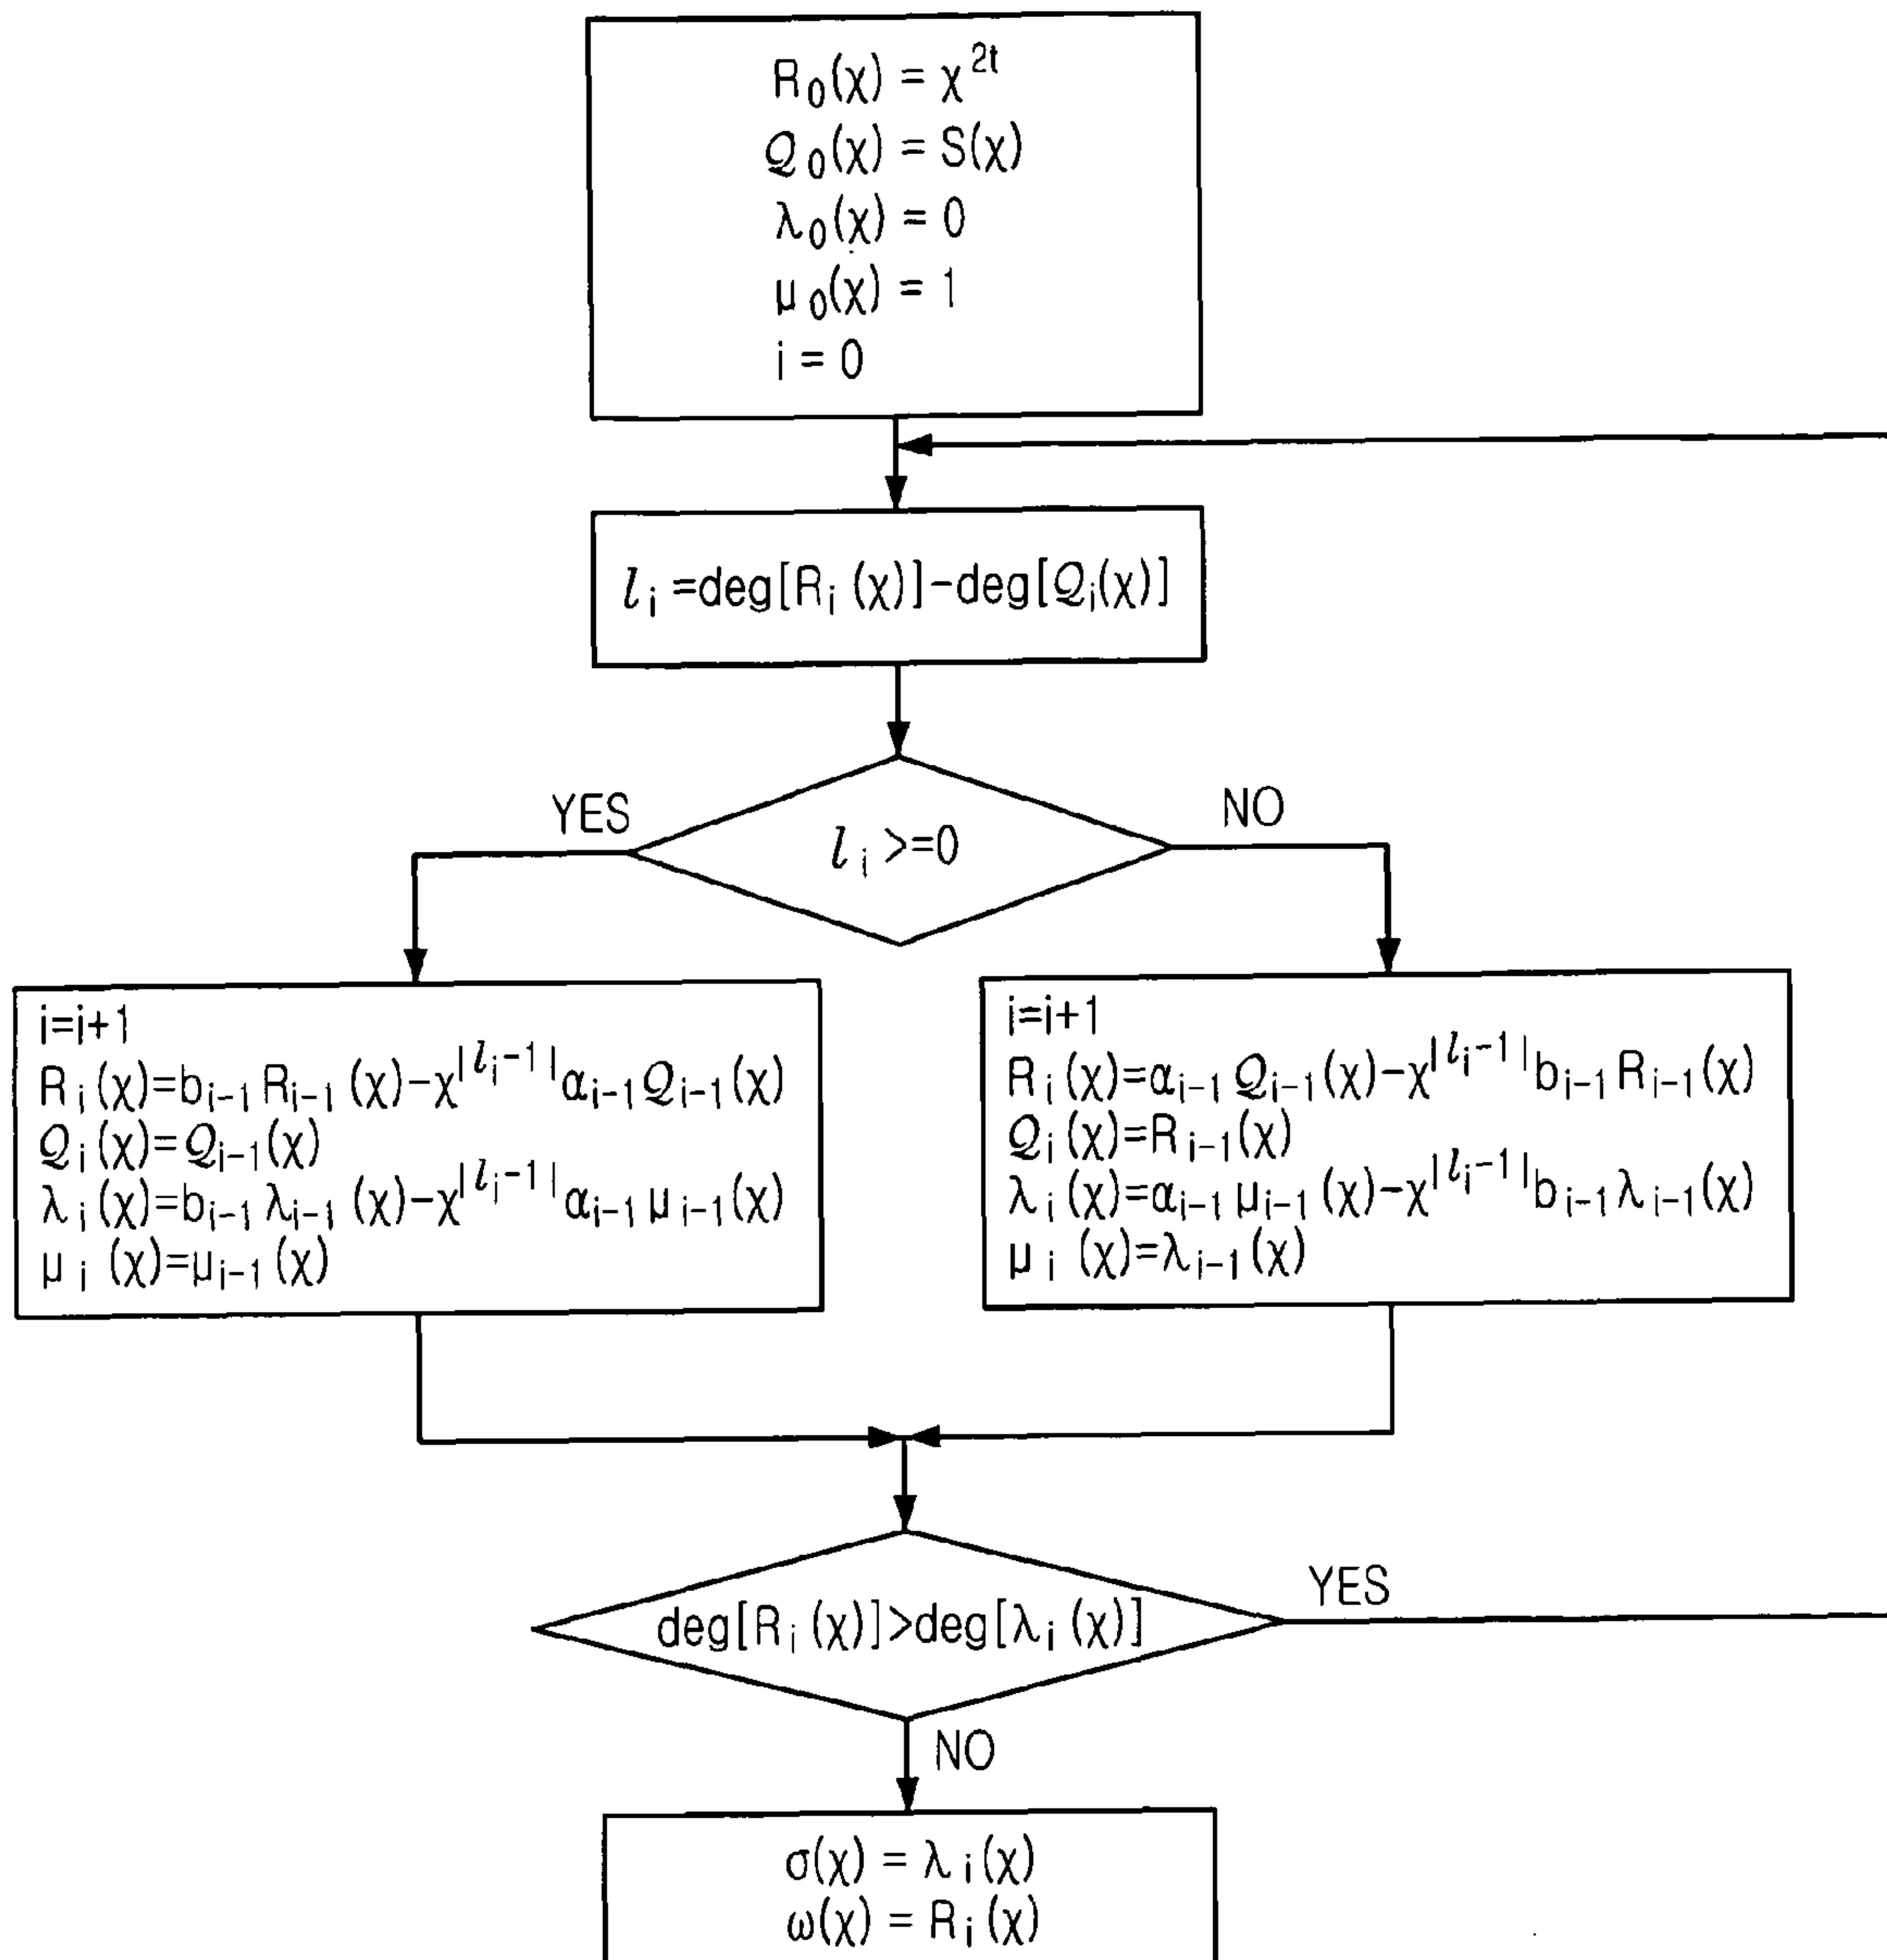 R₀(χ) = χ²ᵗ
Q₀(χ) = S(χ)
λ₀(χ) = 0
μ₀(χ) = 1
i = 0
lᵢ =deg[Rᵢ (χ)]-deg[Qᵢ(χ)]
YES
NO
lᵢ >=0
i=i+1
Rᵢ (χ)=bᵢ₋₁ Rᵢ₋₁ (χ)-χ^|lᵢ₋₁| αᵢ₋₁ Qᵢ₋₁(χ)
Qᵢ (χ)=Qᵢ₋₁(χ)
λᵢ (χ)=bᵢ₋₁ λᵢ₋₁ (χ)-χ^|lᵢ₋₁| αᵢ₋₁ μᵢ₋₁(χ)
μᵢ (χ)=μᵢ₋₁(χ)
i=i+1
Rᵢ (χ)=αᵢ₋₁ Qᵢ₋₁(χ)-χ^|lᵢ₋₁| bᵢ₋₁ Rᵢ₋₁(χ)
Qᵢ (χ)=Rᵢ₋₁(χ)
λᵢ (χ)=αᵢ₋₁ μᵢ₋₁(χ)-χ^|lᵢ₋₁| bᵢ₋₁ λᵢ₋₁(χ)
μᵢ (χ)=λᵢ₋₁(χ)
deg[Rᵢ (χ)]>deg[λᵢ (χ)]
YES
NO
σ(χ) = λᵢ(χ)
ω(χ) = Rᵢ(χ)